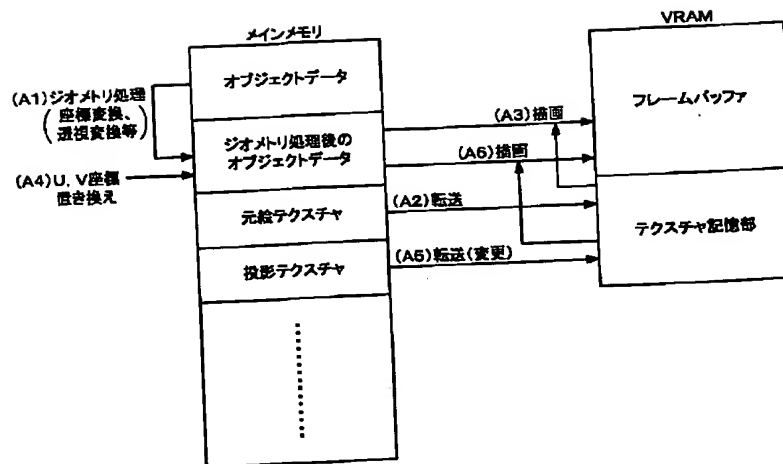 メインメモリ
VRAM
オブジェクトデータ
フレームバッファ
(A1)ジオメトリ処理
(座標変換、
透視変換等)
ジオメトリ処理後の
オブジェクトデータ
(A3)描画
(A6)描画
(A4)U, V座標
置き換え
元絵テクスチャ
(A2)転送
テクスチャ記憶部
投影テクスチャ
(A5)転送(変更)